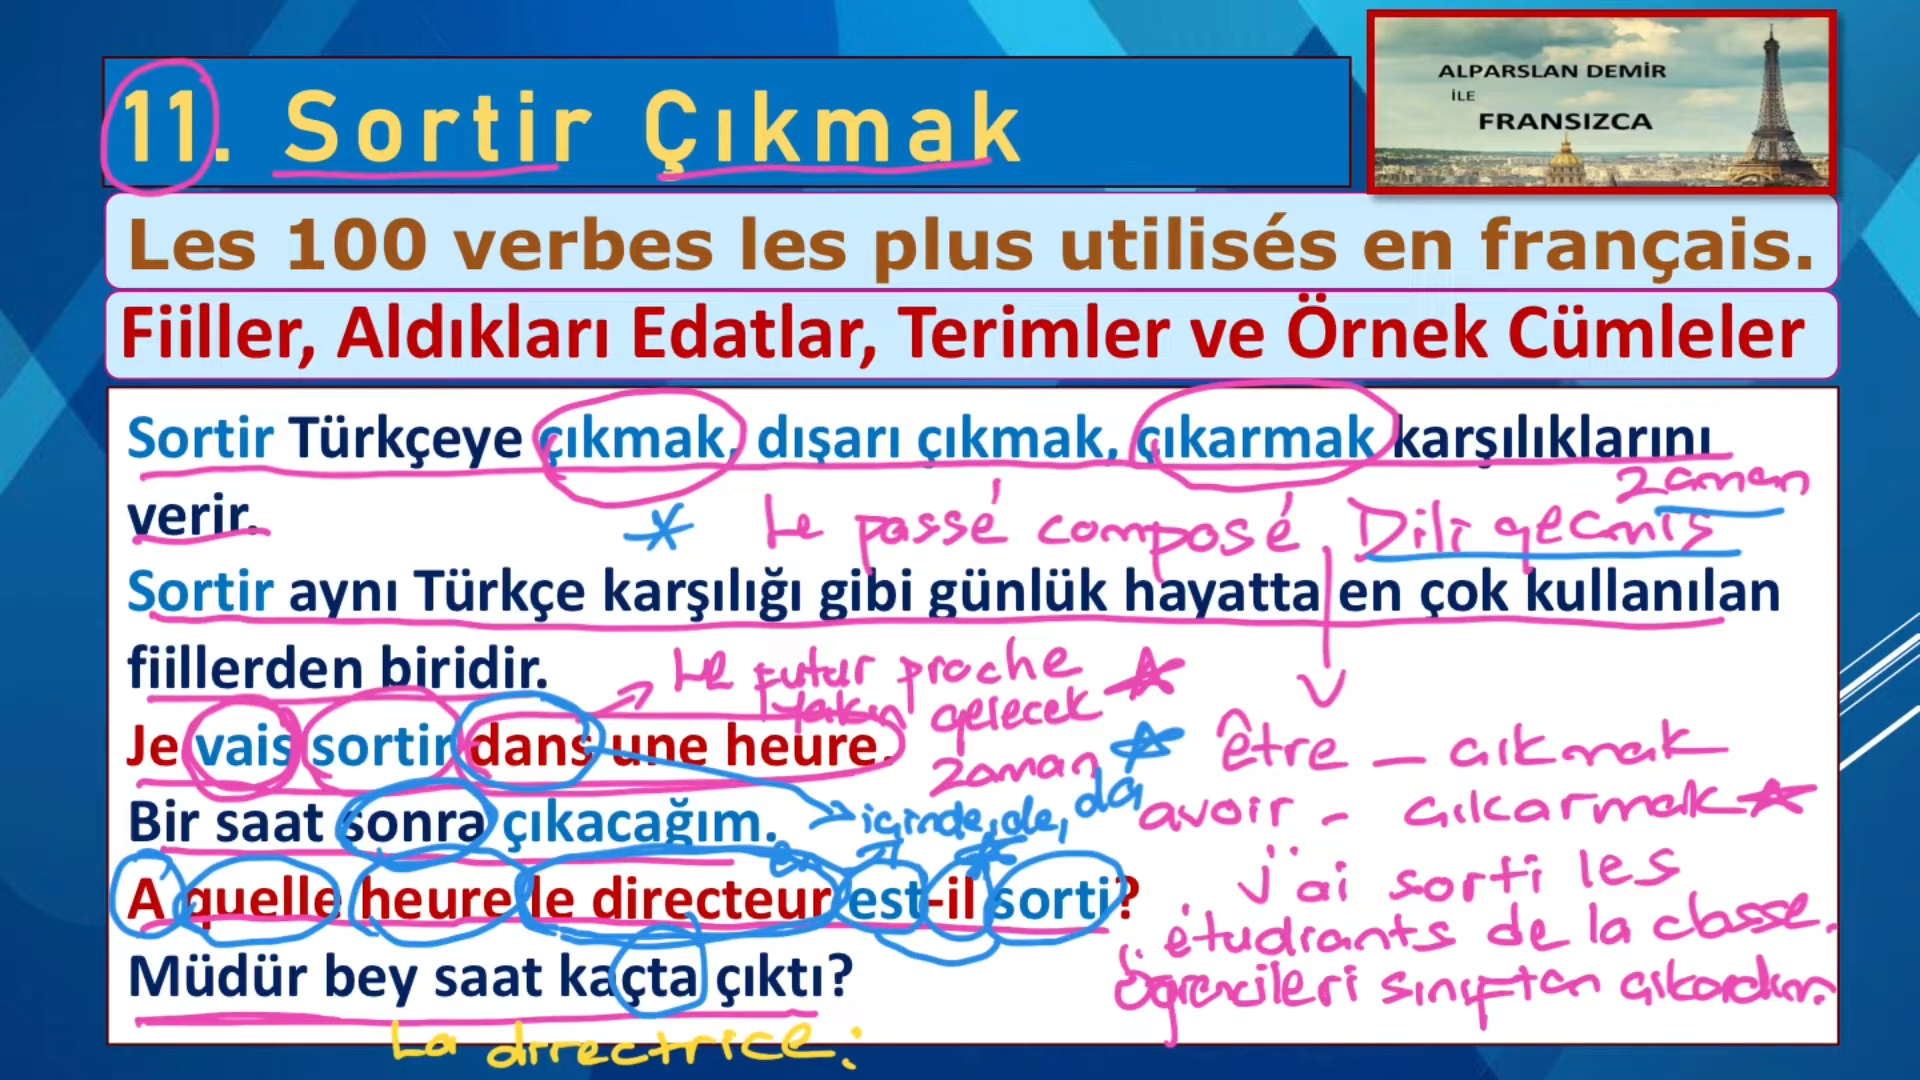 ALPARSLAN DEMİR
İLE
FRANSIZCA
11. Sortir Çıkmak
Les 100 verbes les plus utilisés en français.
Fiiller, Aldıkları Edatlar, Terimler ve Örnek Cümleler
Sortir Türkçeye çıkmak, dışarı çıkmak, çıkarmak karşılıklarını
zaman
verir.
Le passé composé, Dili geçmiş
Sortir aynı Türkçe karşılığı gibi günlük hayatta en çok kullanılan
fiillerden biridir.
Le futur proche
yakın gelecek
zaman
Je vais sortir dans une heure.
être - çıkmak
Bir saat sonra çıkacağım.
içinde, de, da
avoir - çıkarmak
A quelle heure le directeur est-il sorti?
j'ai sorti les
étudiants de la classe.
Müdür bey saat kaçta çıktı?
öğrencileri sınıftan çıkardım.
La directrice: